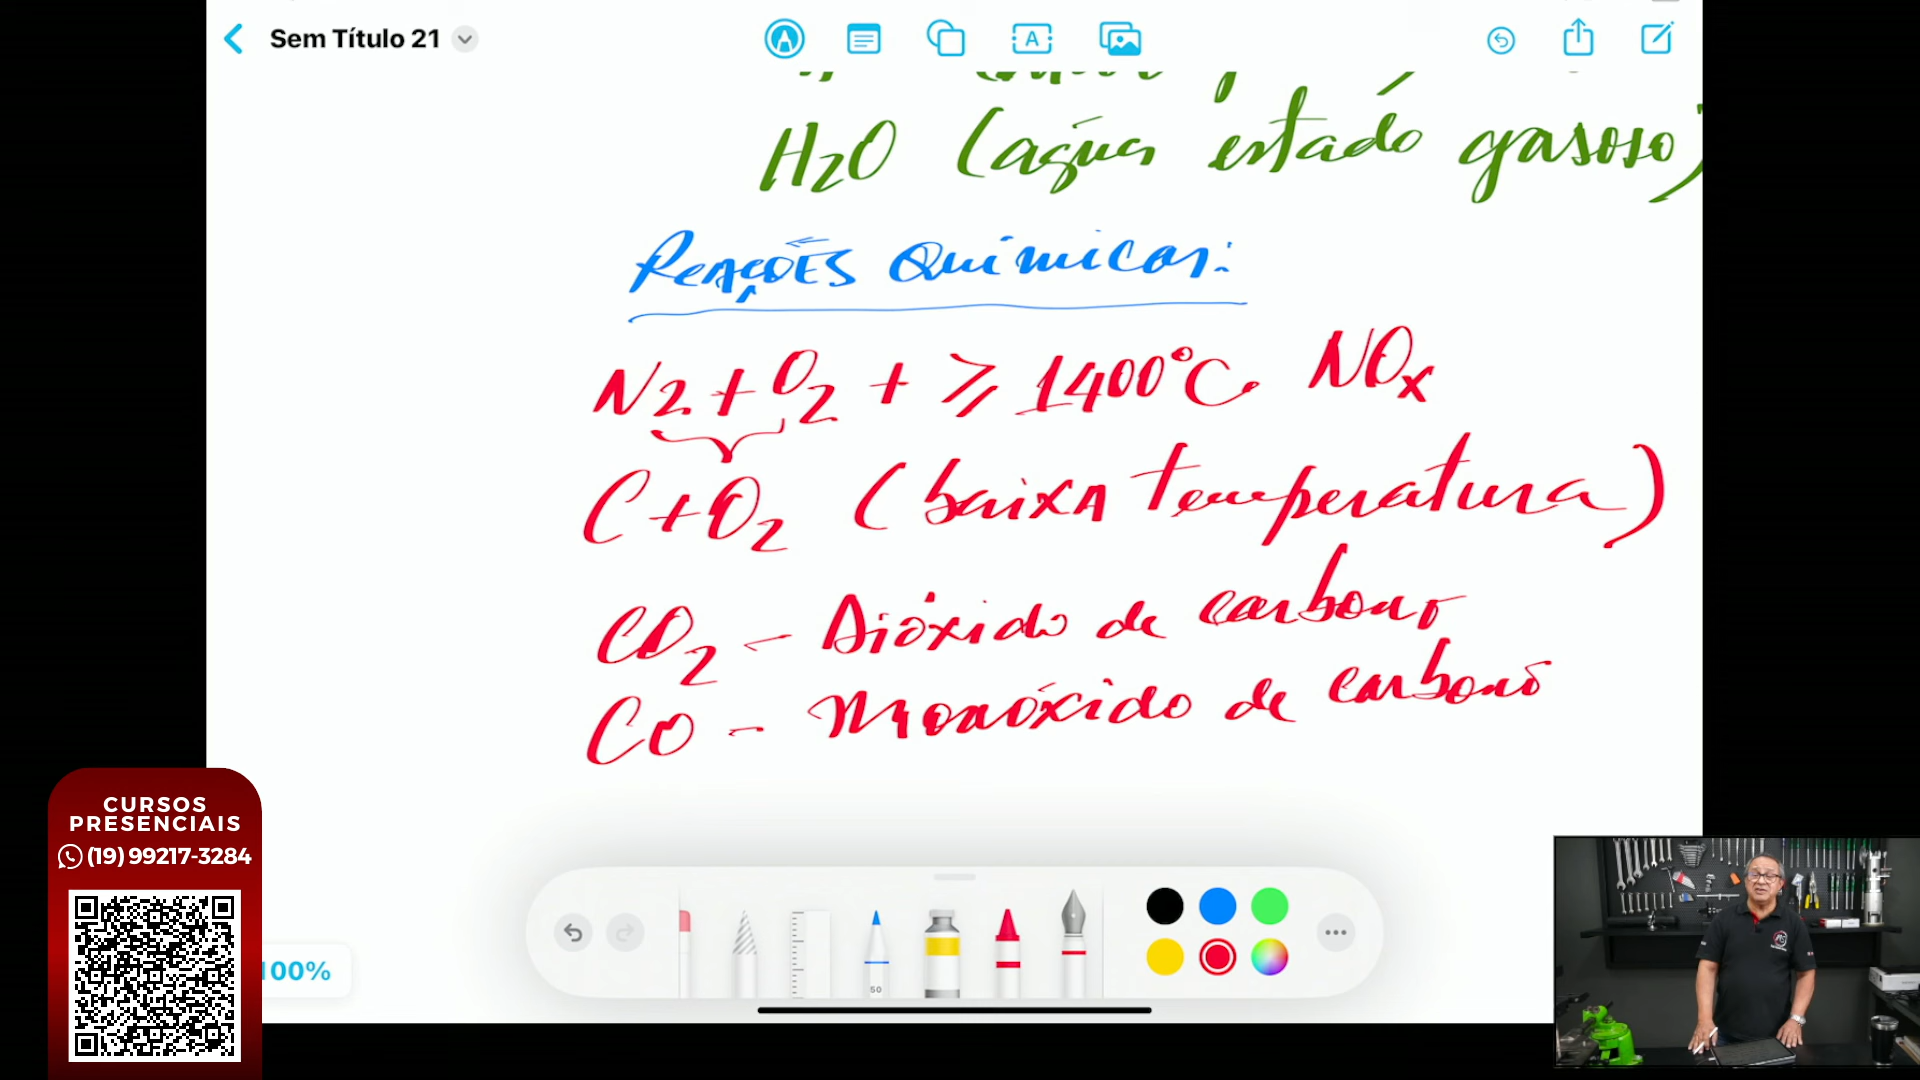 Sem Título 21
H2O (água estado gasoso)
Reações Químicas:
N2 + O2 + ≥ 1400°C. NOx
C + O2 (baixa temperatura)
CO2 - Dióxido de carbono
CO - Monóxido de carbono
CURSOS
PRESENCIAIS
(19) 99217-3284
100%
50